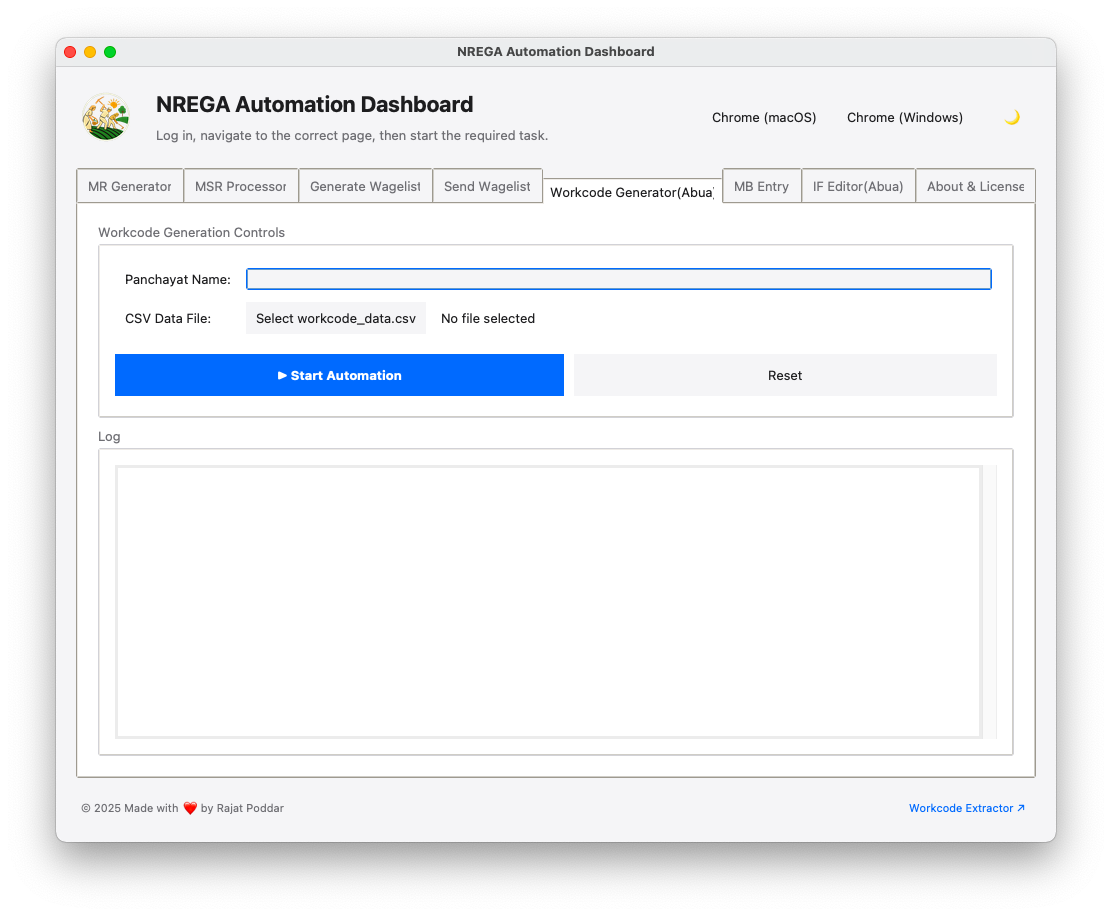 NREGA Automation Dashboard
NREGA Automation Dashboard
Log in, navigate to the correct page, then start the required task.
Chrome (macOS) Chrome (Windows)
MR Generator MSR Processor Generate Wagelist Send Wagelist Workcode Generator(Abua) MB Entry IF Editor(Abua) About & License
Workcode Generation Controls
Panchayat Name:
CSV Data File: Select workcode_data.csv No file selected
▶ Start Automation Reset
Log
© 2025 Made with ❤️ by Rajat Poddar Workcode Extractor ↗